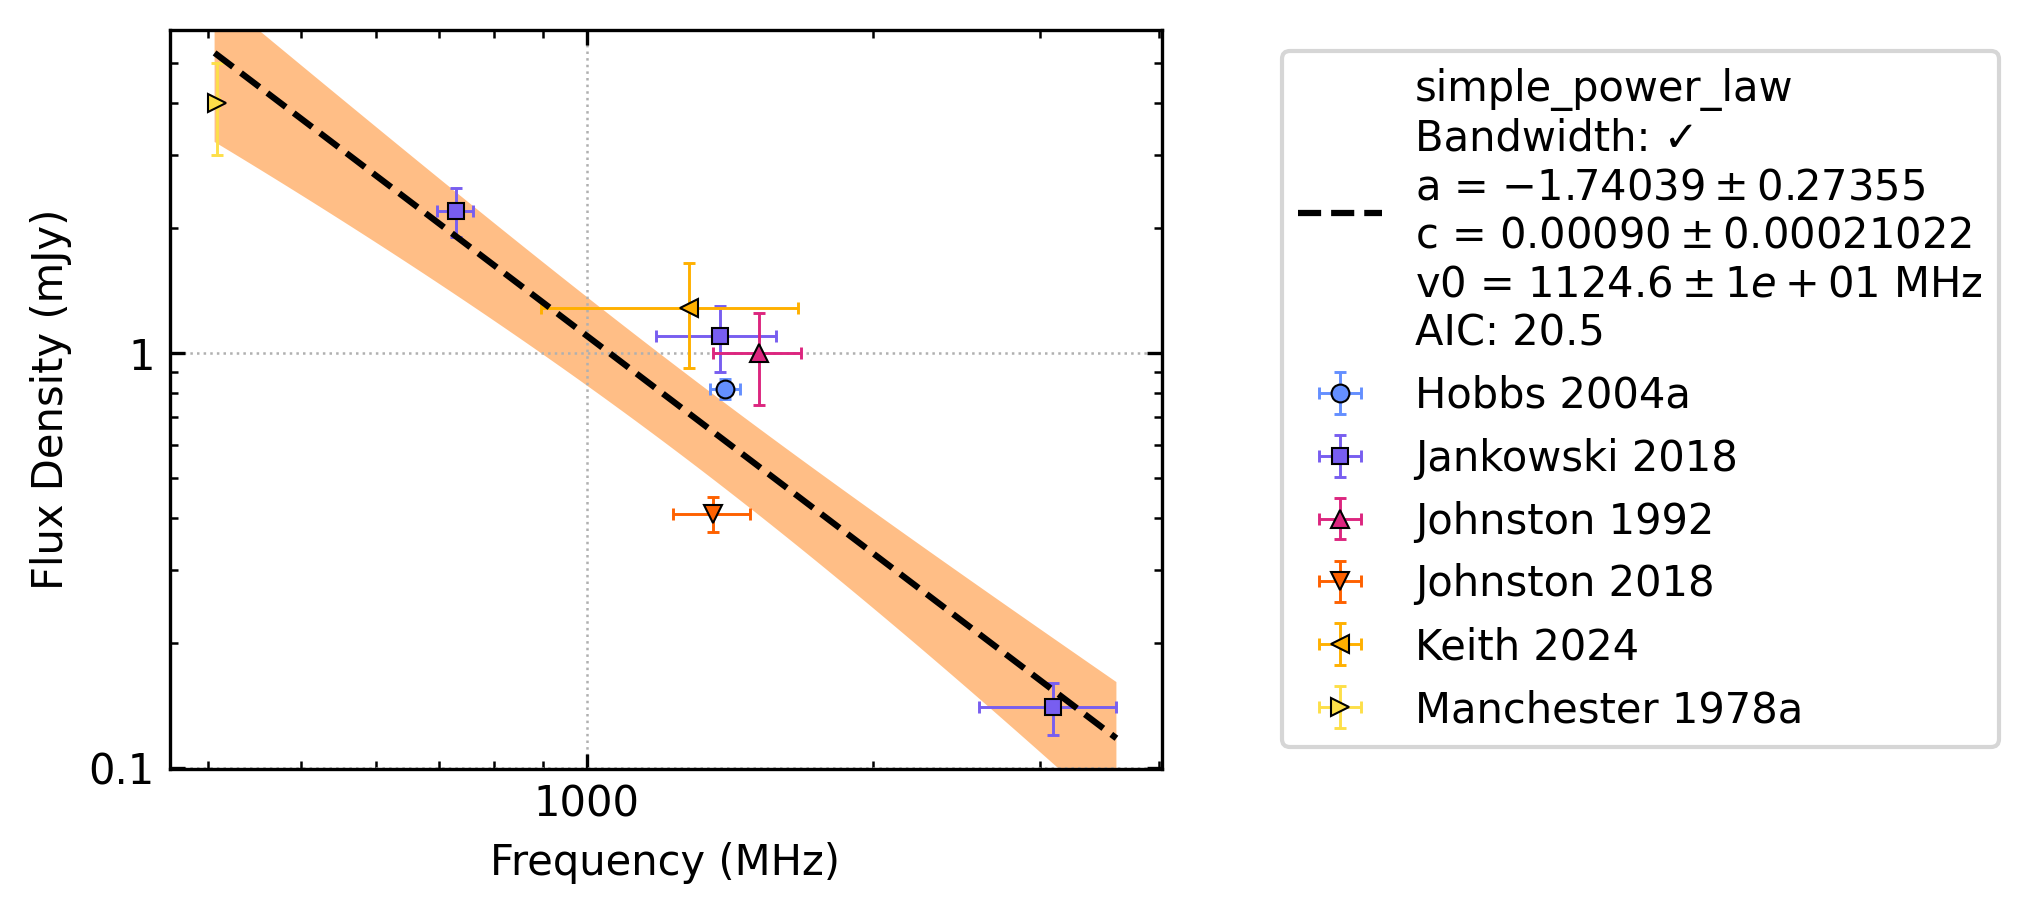 Flux Density (mJy)
1
0.1
1000
Frequency (MHz)
simple_power_law
Bandwidth: ✓
a = −1.74039 ± 0.27355
c = 0.00090 ± 0.00021022
v0 = 1124.6 ± 1e + 01 MHz
AIC: 20.5
Hobbs 2004a
Jankowski 2018
Johnston 1992
Johnston 2018
Keith 2024
Manchester 1978a